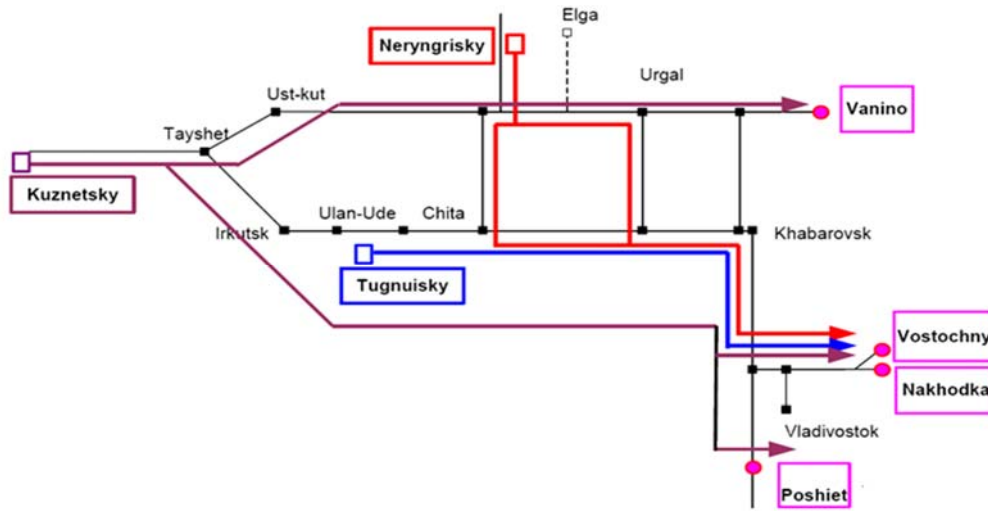 Elga
Neryngrisky
Urgal
Ust-kut
Vanino
Tayshet
Kuznetsky
Ulan-Ude
Chita
Irkutsk
Khabarovsk
Tugnuisky
Vostochny
Nakhodka
Vladivostok
Poshiet